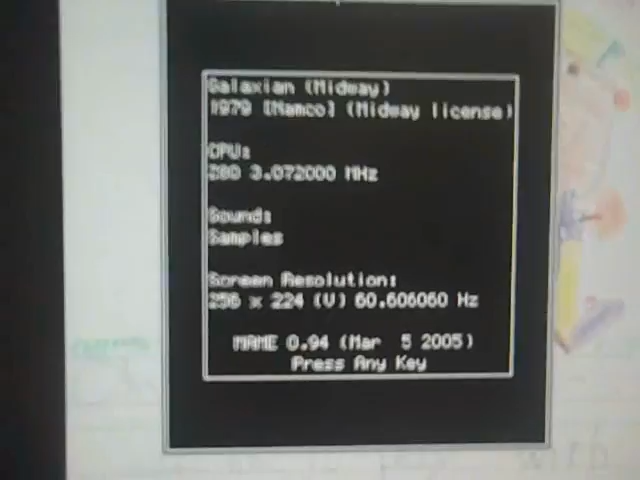 Galaxian (Midway)
1979 [Namco] (Midway license)
CPU:
Z80 3.072000 MHz
Sound:
Samples
Screen Resolution:
256 x 224 (V) 60.606060 Hz
MAME 0.94 (Mar 5 2005)
Press Any Key